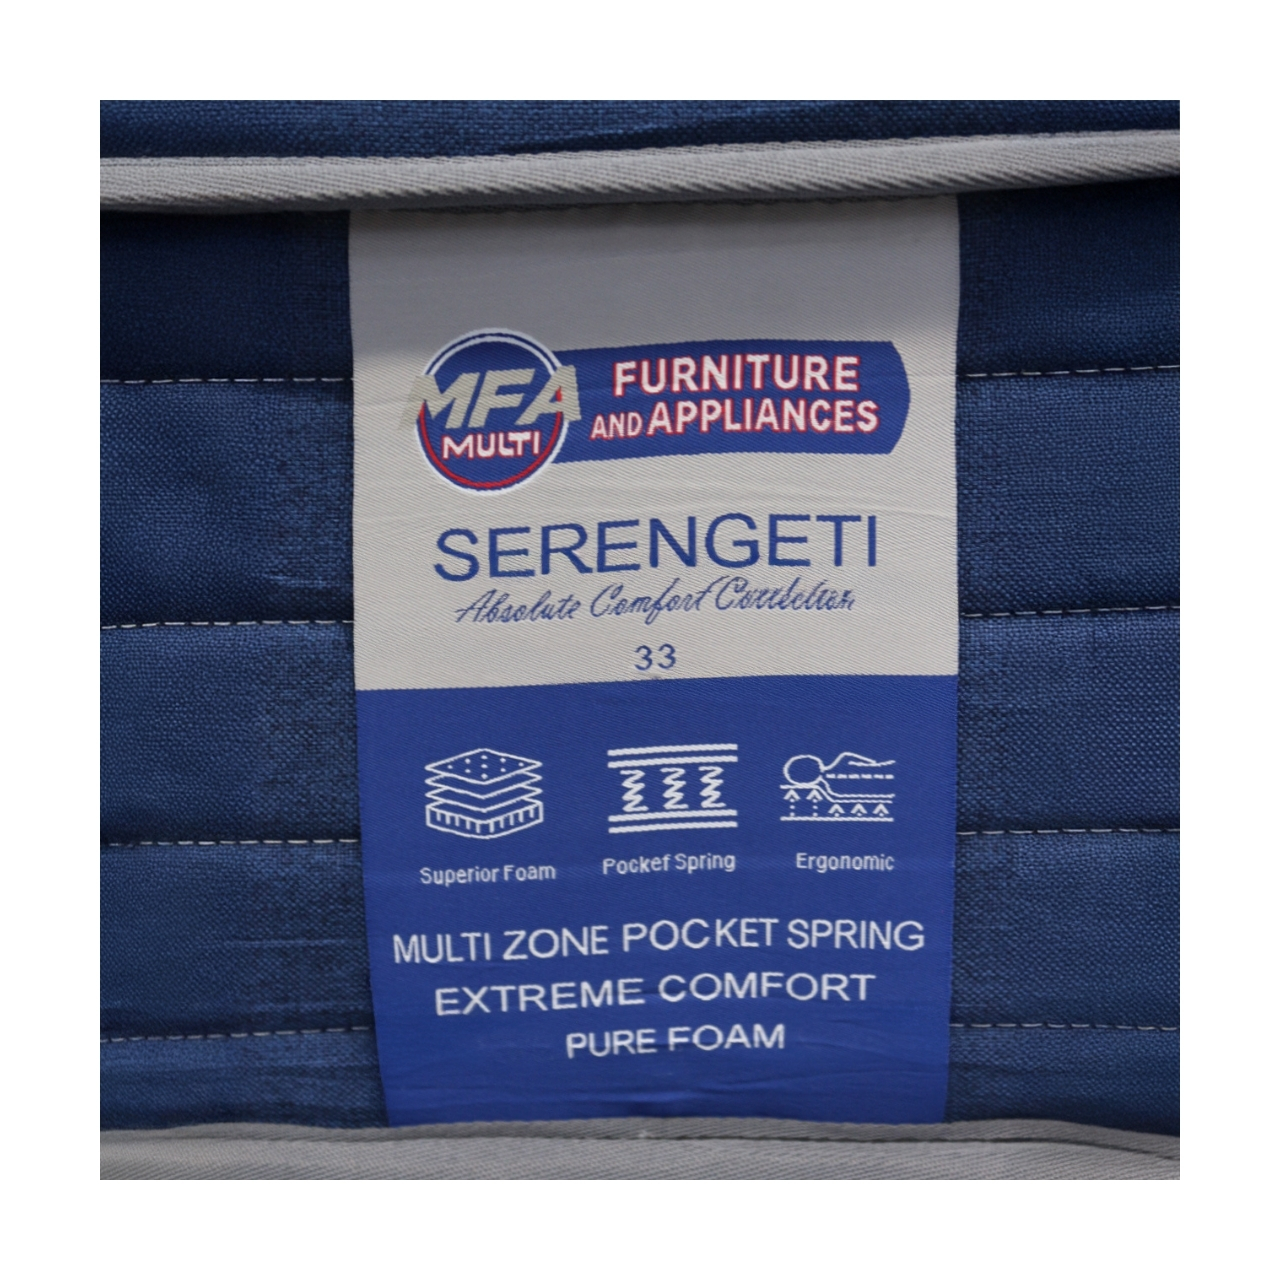 MFA
MULTI
FURNITURE
AND APPLIANCES
SERENGETI
Absolute Comfort
33
Superior Foam
Pocket Spring
Ergonomic
MULTI ZONE POCKET SPRING
EXTREME COMFORT
PURE FOAM